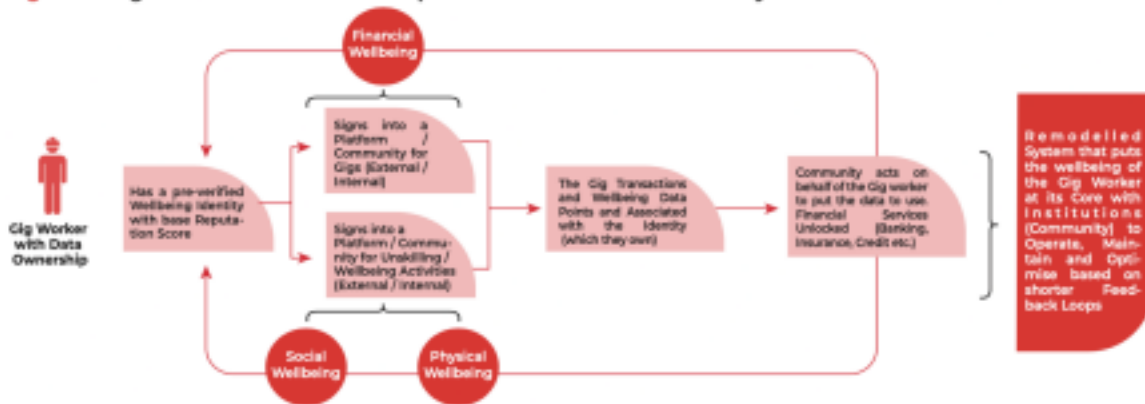 Financial
Wellbeing
Signs into a
Platform /
Community for
Gigs (External /
Internal)
Gig Worker
with Data
Ownership
Has a pre-verified
Wellbeing Identity
with base Reputa-
tion Score
Signs into a
Platform / Commu-
nity for Unskilling /
Wellbeing Activities
(External / Internal)
Social
Wellbeing
Physical
Wellbeing
The Gig Transactions
and Wellbeing Data
Points and Associated
with the Identity
(which they own)
Community acts on
behalf of the Gig worker
to put the data to use.
Financial Services
Unlocked (Banking,
Insurance, Credit etc.)
Remodelled
System that puts
the wellbeing of
the Gig Worker
at its Core with
Institutions
(Community) to
Operate, Main-
tain and Opti-
mise based on
shorter Feed-
back Loops